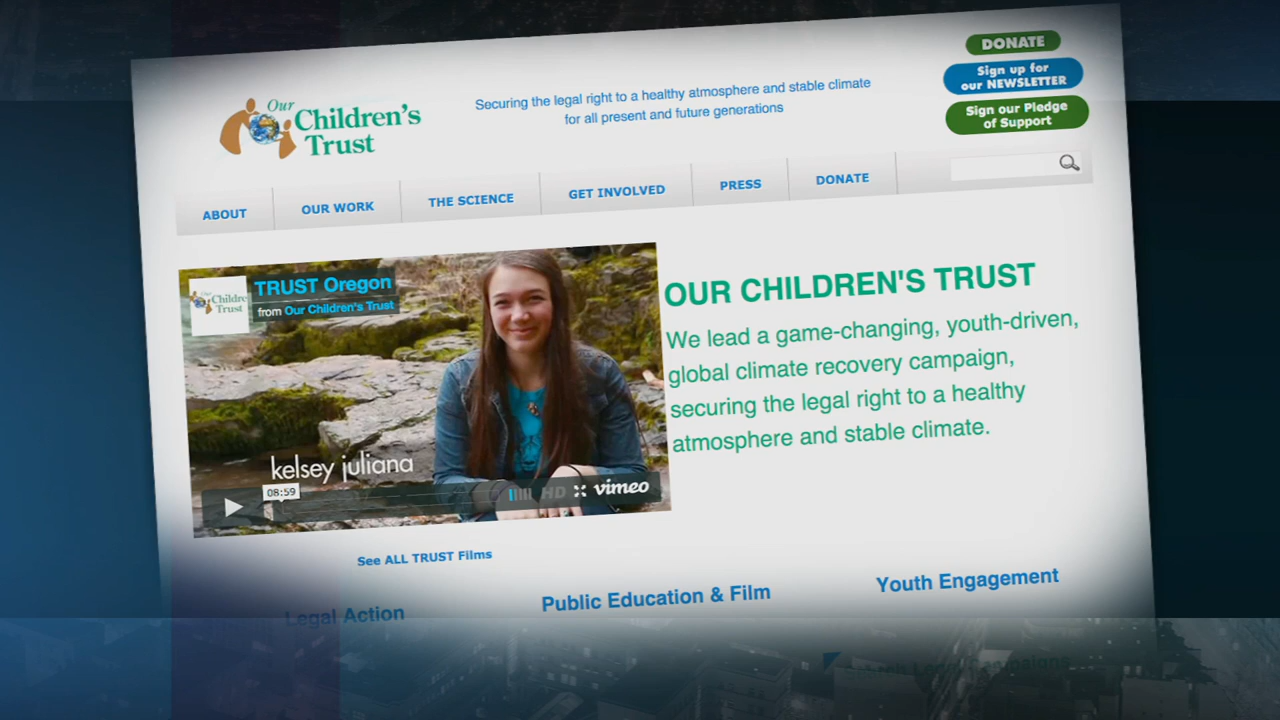 Our
Children's
Trust
Securing the legal right to a healthy atmosphere and stable climate
for all present and future generations
DONATE
Sign up for
our NEWSLETTER
Sign our Pledge
of Support
ABOUT
OUR WORK
THE SCIENCE
GET INVOLVED
PRESS
DONATE
Our
Childre
Trust
TRUST Oregon
from Our Children's Trust
kelsey juliana
08:59
HD
vimeo
OUR CHILDREN'S TRUST
We lead a game-changing, youth-driven,
global climate recovery campaign,
securing the legal right to a healthy
atmosphere and stable climate.
See ALL TRUST Films
Legal Action
Public Education & Film
Youth Engagement